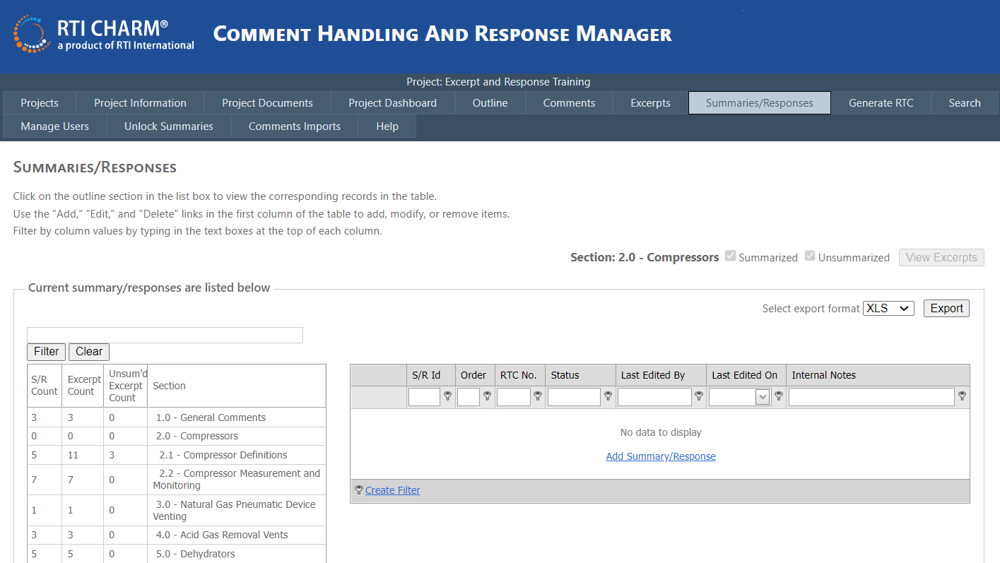 RTI CHARM®
a product of RTI International
COMMENT HANDLING AND RESPONSE MANAGER
Project: Excerpt and Response Training
Projects Project Information Project Documents Project Dashboard Outline Comments Excerpts Summaries/Responses Generate RTC Search
Manage Users Unlock Summaries Comments Imports Help
SUMMARIES/RESPONSES
Click on the outline section in the list box to view the corresponding records in the table.
Use the "Add," "Edit," and "Delete" links in the first column of the table to add, modify, or remove items.
Filter by column values by typing in the text boxes at the top of each column.
Section: 2.0 - Compressors Summarized Unsummarized View Excerpts
Current summary/responses are listed below
Select export format XLS Export
Filter Clear
S/R Count Excerpt Count Unsum'd Excerpt Count Section
3 3 0 1.0 - General Comments
0 0 0 2.0 - Compressors
5 11 3 2.1 - Compressor Definitions
7 7 0 2.2 - Compressor Measurement and
Monitoring
1 1 0 3.0 - Natural Gas Pneumatic Device
Venting
3 3 0 4.0 - Acid Gas Removal Vents
5 5 0 5.0 - Dehydrators
S/R Id Order RTC No. Status Last Edited By Last Edited On Internal Notes
No data to display
Add Summary/Response
Create Filter